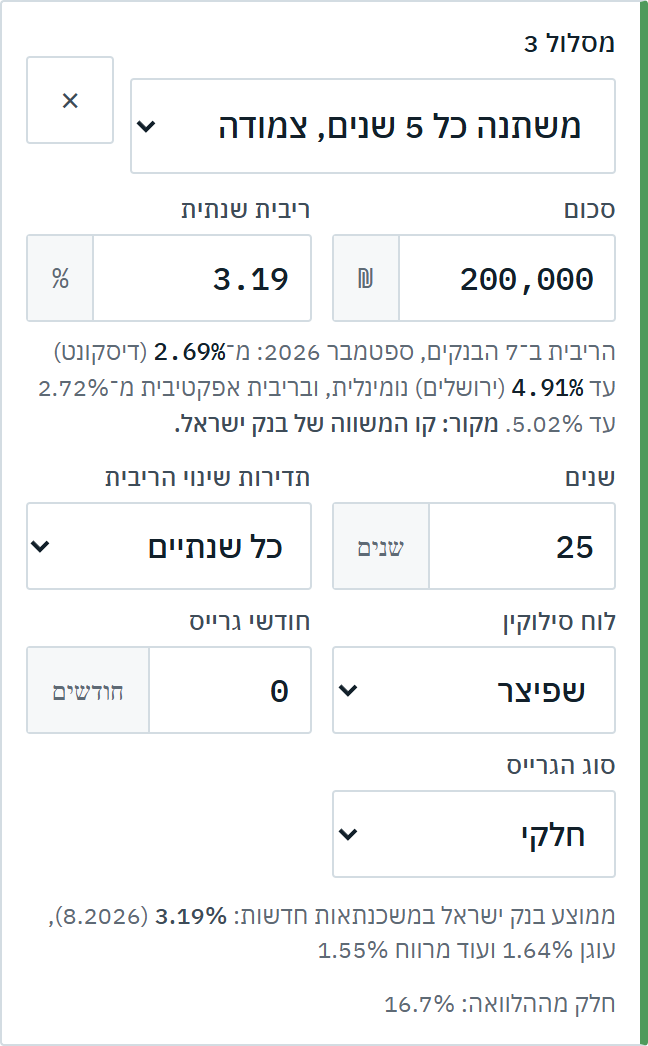 מסלול 3
משתנה כל 5 שנים, צמודה
×
סכום
ריבית שנתית
200,000 ₪
3.19 %
הריבית ב־7 הבנקים, ספטמבר 2026: מ־2.69% (דיסקונט)
עד 4.91% (ירושלים) נומינלית, ובריבית אפקטיבית מ־2.72%
עד 5.02%. מקור: קו המשווה של בנק ישראל.
שנים
תדירות שינוי הריבית
25 שנים
כל שנתיים
לוח סילוקין
חודשי גרייס
שפיצר
0 חודשים
סוג הגרייס
חלקי
ממוצע בנק ישראל במשכנתאות חדשות: 3.19% (8.2026),
עוגן 1.64% ועוד מרווח 1.55%
חלק מההלוואה: 16.7%